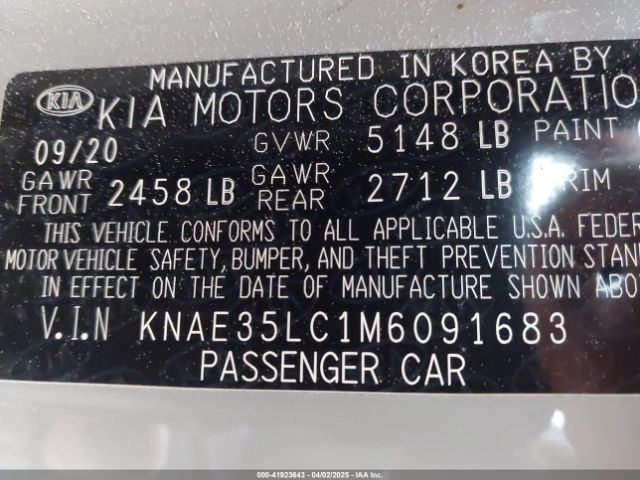 MANUFACTURED IN KOREA BY
KIA KIA MOTORS CORPORATION
09/20 GVWR 5148 LB PAINT
GAWR FRONT 2458 LB GAWR REAR 2712 LB TRIM
THIS VEHICLE CONFORMS TO ALL APPLICABLE U.S.A. FEDER
MOTOR VEHICLE SAFETY, BUMPER, AND THEFT PREVENTION STAN
IN EFFECT ON THE DATE OF MANUFACTURE SHOWN ABO
V.I.N KNAE35LC1M6091683
PASSENGER CAR
000-41923643 04/02/2025 IAA Inc.